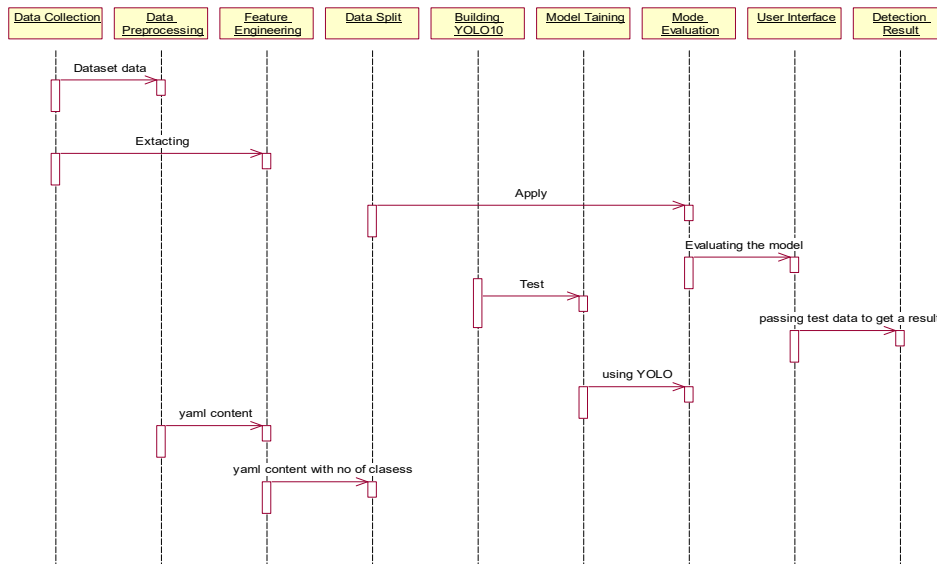 Data Collection
Data
Preprocessing
Feature
Engineering
Data Split
Building
YOLO10
Model Taining
Mode
Evaluation
User Interface
Detection
Result
Dataset data
Extacting
Apply
Evaluating the model
Test
passing test data to get a result
using YOLO
yaml content
yaml content with no of clasess